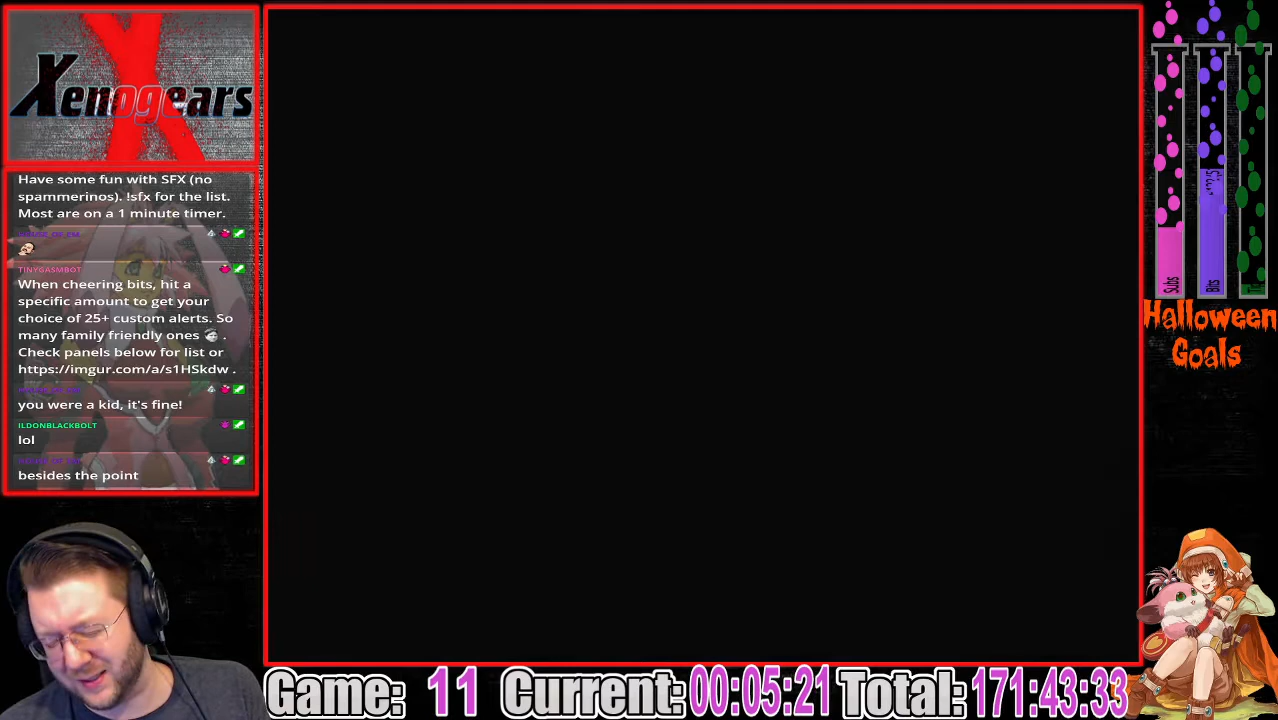 Xenogears
Have some fun with SFX (no
spammerinos). !sfx for the list.
Most are on a 1 minute timer.
TINYGASMBOT
When cheering bits, hit a
specific amount to get your
choice of 25+ custom alerts. So
many family friendly ones .
Check panels below for list or
https://imgur.com/a/s1HSkdw .
you were a kid, it's fine!
ILDONBLACKBOLT
lol
besides the point
Subs
Bits
Halloween
Goals
Game: 11 Current: 00:05:21 Total: 171:43:33